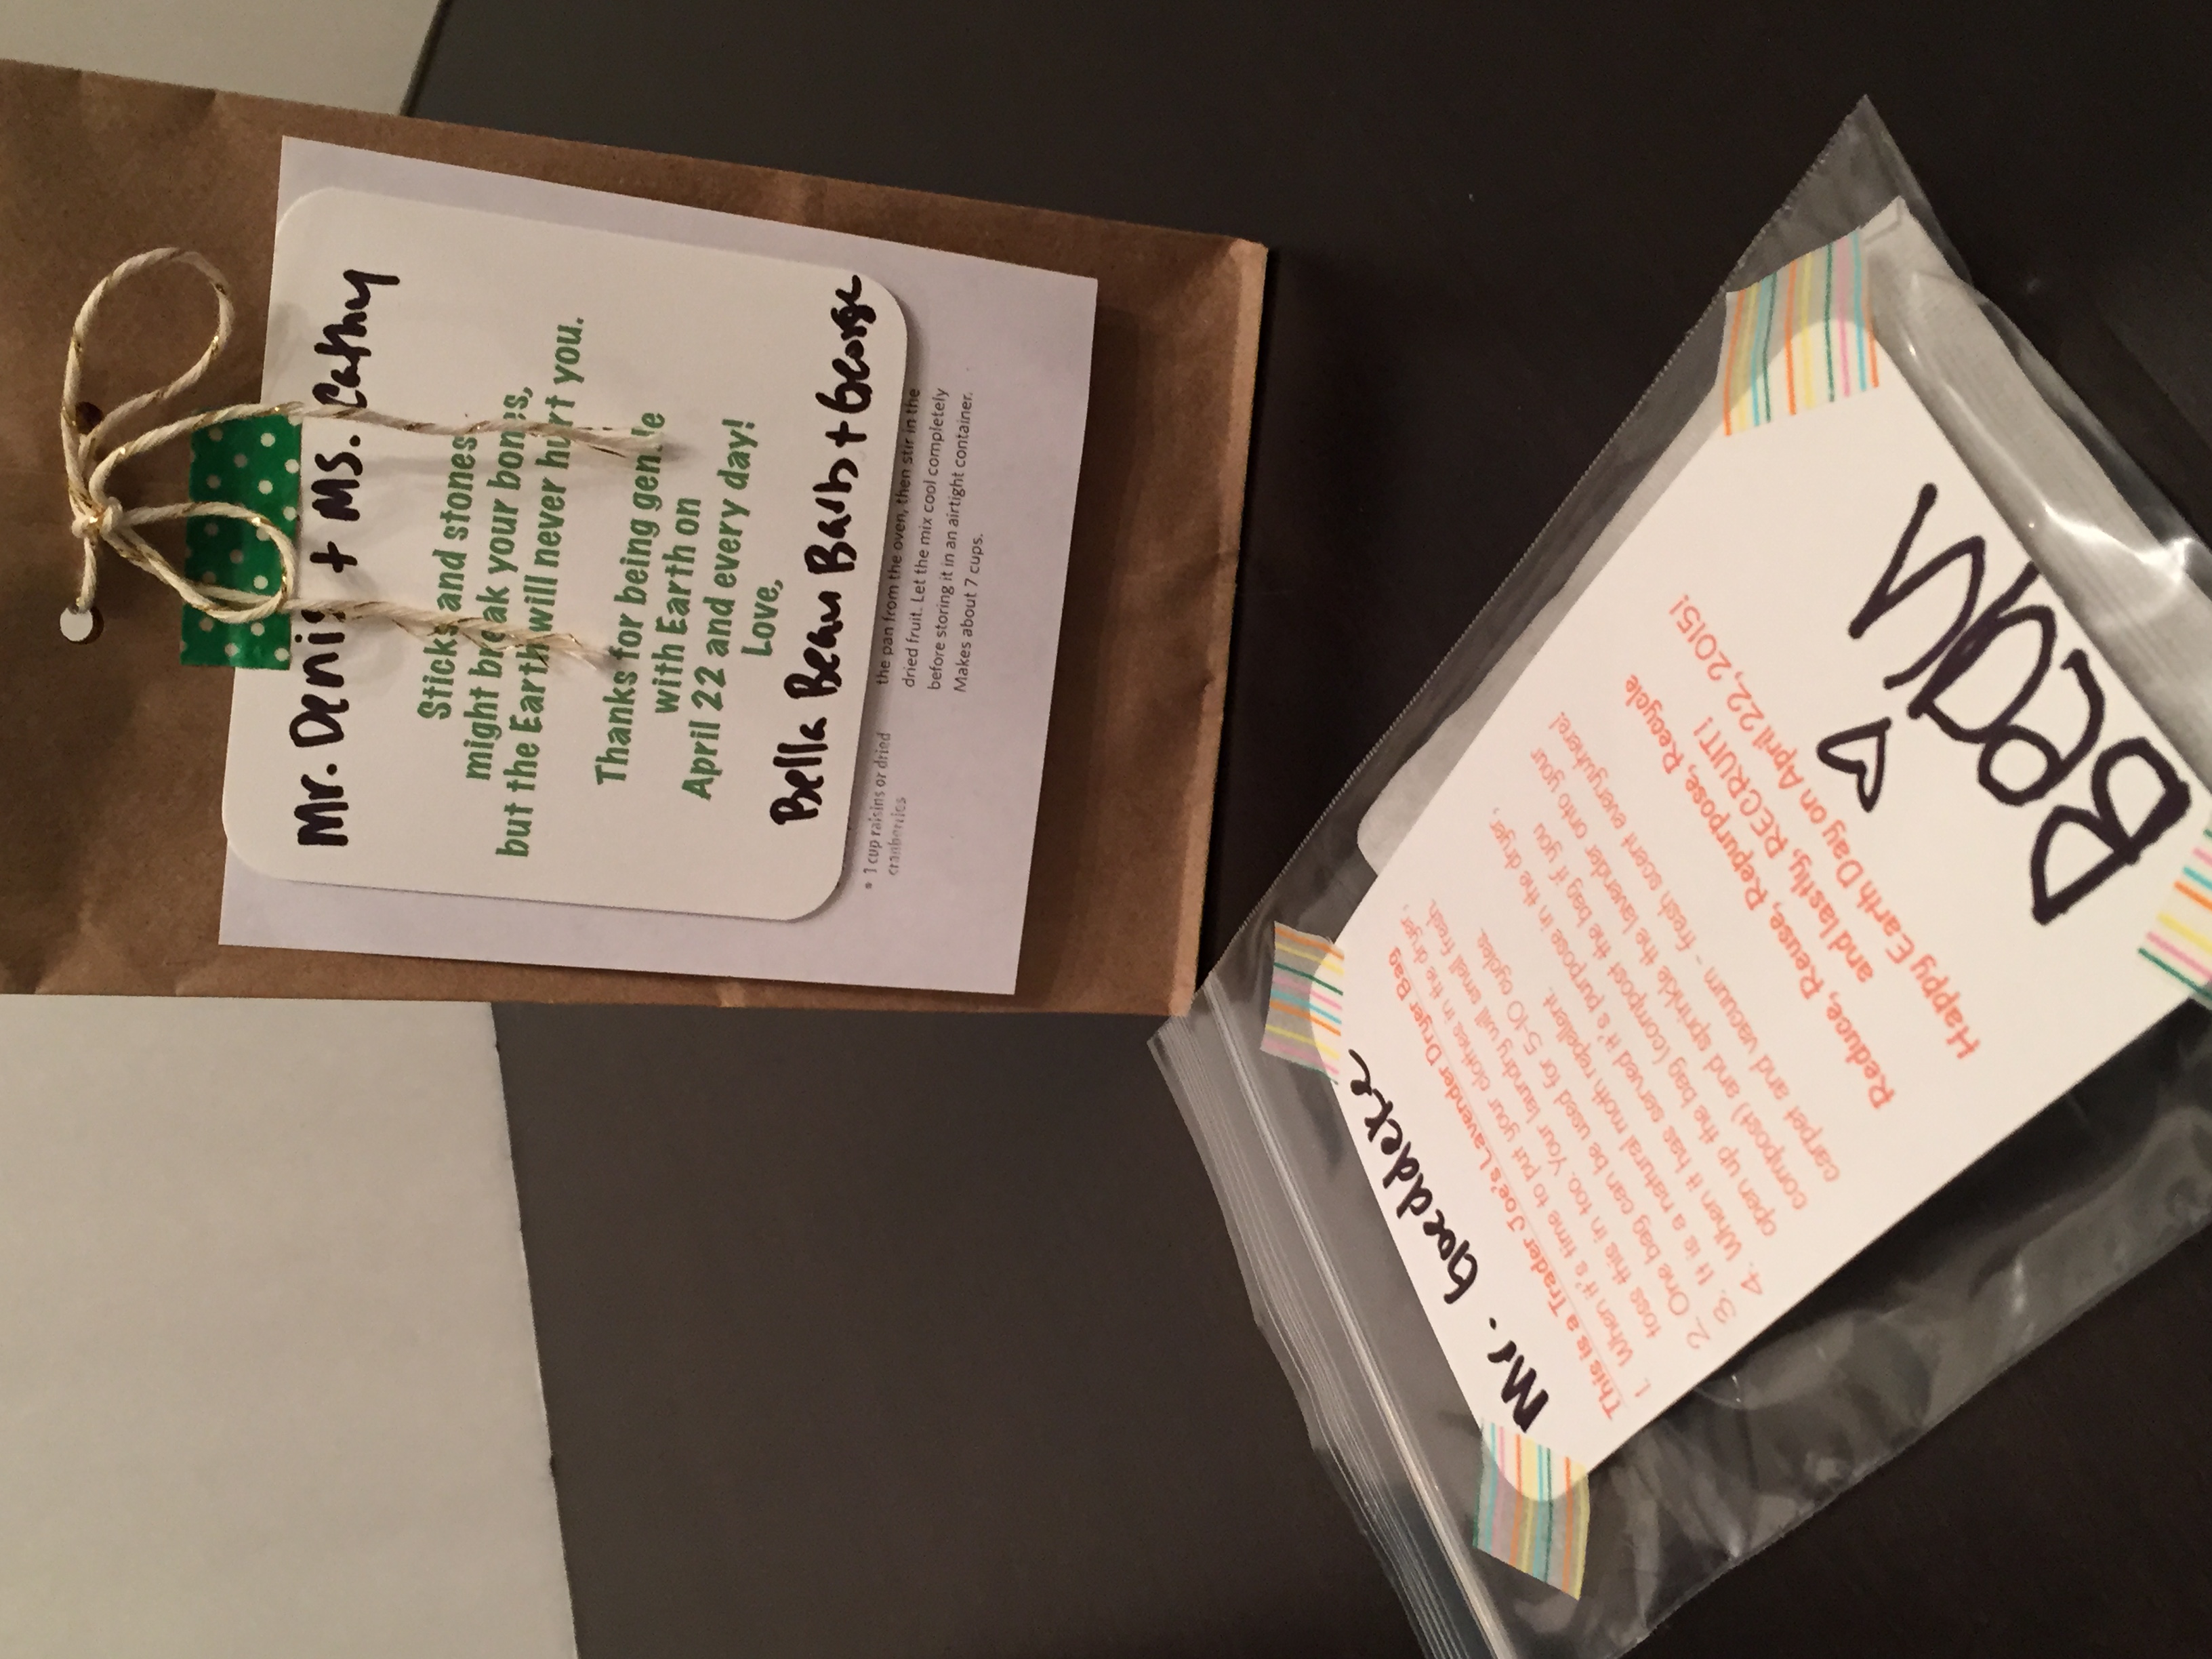 Mr. Denis + Ms. Cathy
Sticks and stones
might break your bones,
but the Earth will never hurt you.
Thanks for being gentle
with Earth on
April 22 and every day!
Love,
Bella Beau Barb + George
• 1 cup raisins or dried
cranberries
the pan from the oven, then stir in the
dried fruit. Let the mix cool completely
before storing it in an airtight container.
Makes about 7 cups.
Mr. Goeddeke
This is a Trader Joe's Lavender Dryer Bag
1. When it's time to put your clothes in the dryer,
toss this in too. Your laundry will smell fresh.
2. One bag can be used for 5-10 cycles.
3. It is a natural moth repellent.
4. When it has served it's purpose in the dryer,
open up the bag (compost the bag if you
compost) and sprinkle the lavender onto your
carpet and vacuum - fresh scent everywhere!
Reduce, Reuse, Repurpose, Recycle
and lastly, RECRUIT!
Happy Earth Day on April 22, 2015!
♡
Beau